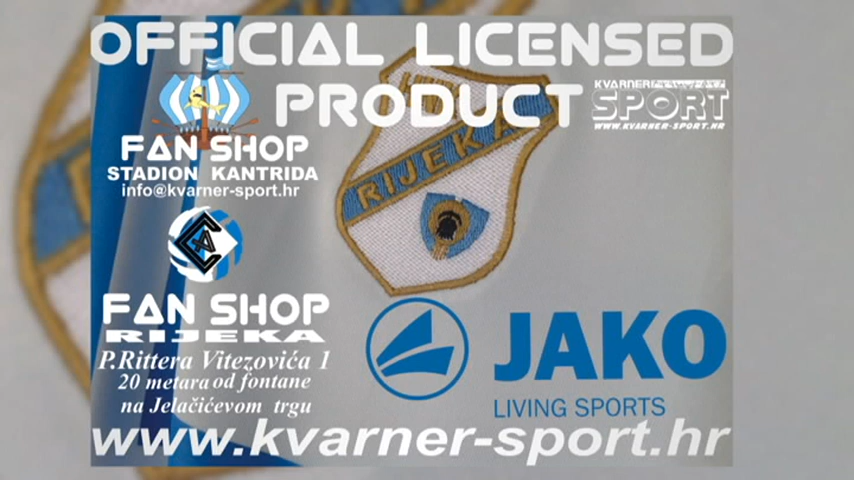 OFFICIAL LICENSED
PRODUCT
KVARNER
SPORT
WWW.KVARNER-SPORT.HR
FAN SHOP
STADION KANTRIDA
info@kvarner-sport.hr
RIJEKA
FAN SHOP
RIJEKA
P.Rittera Vitezovića 1
20 metara od fontane
na Jelačićevom trgu
JAKO
LIVING SPORTS
www.kvarner-sport.hr